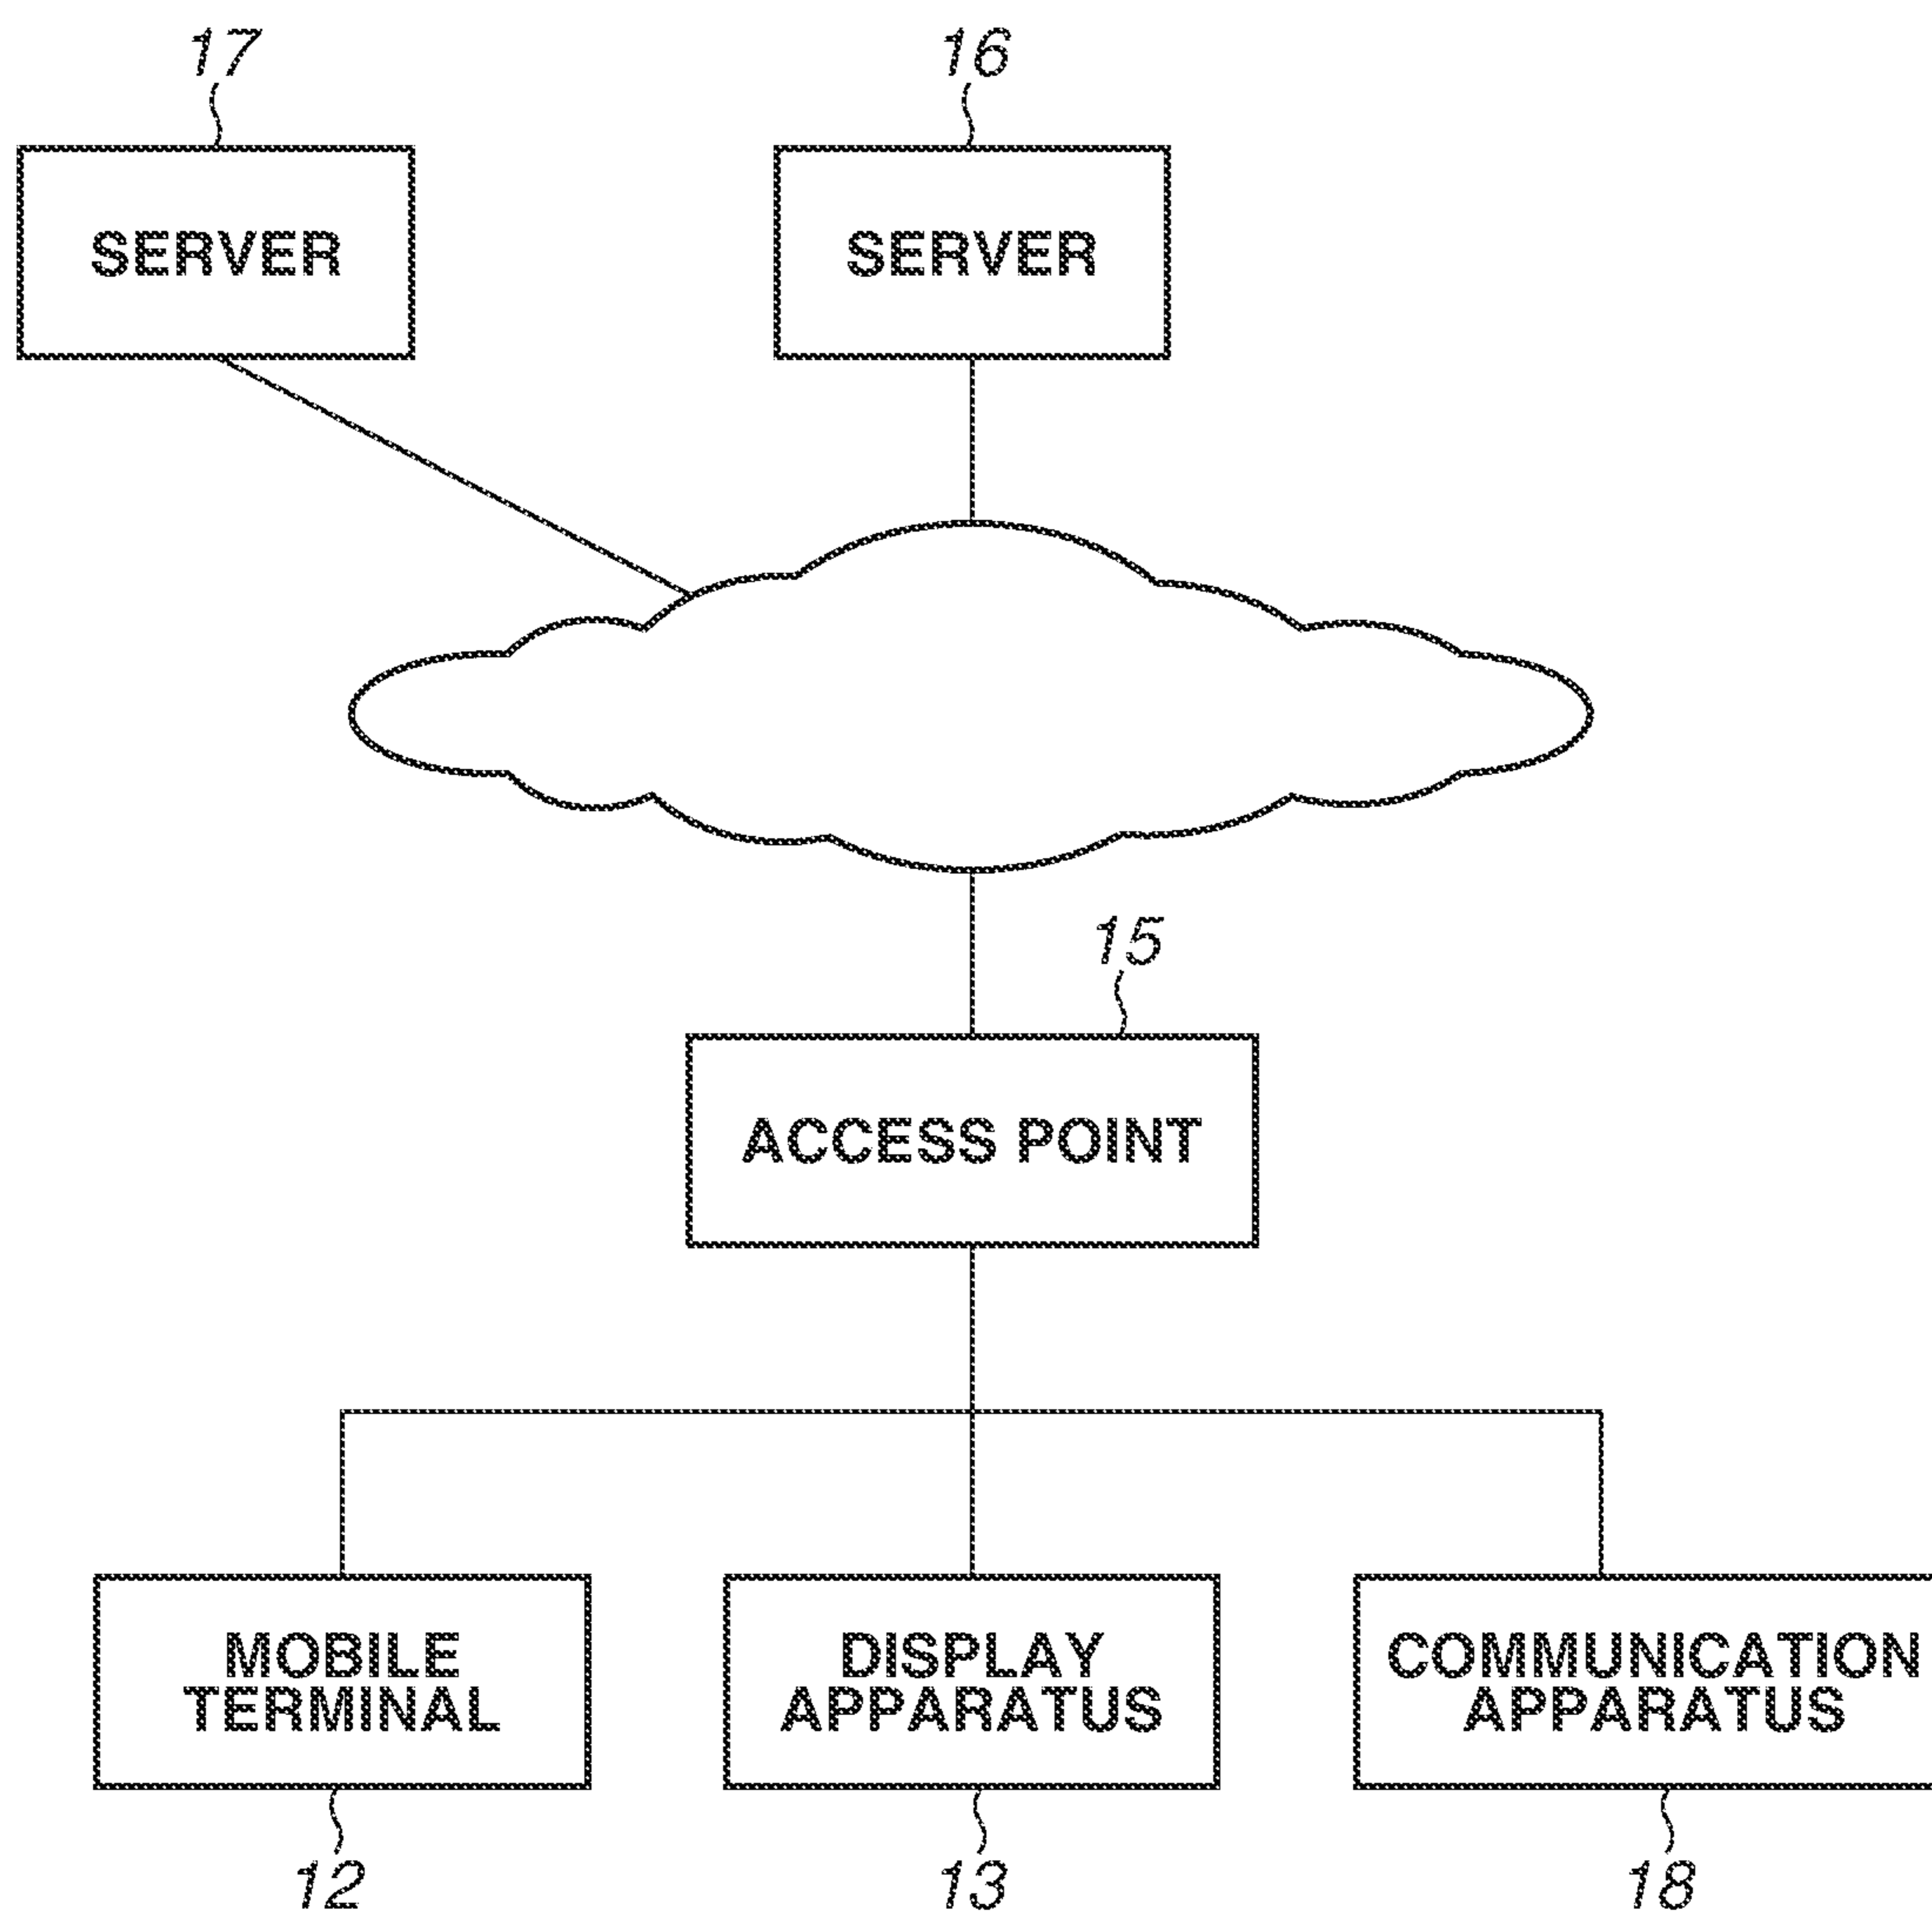 17
16
SERVER
SERVER
15
ACCESS POINT
MOBILE
TERMINAL
DISPLAY
APPARATUS
COMMUNICATION
APPARATUS
12
13
18